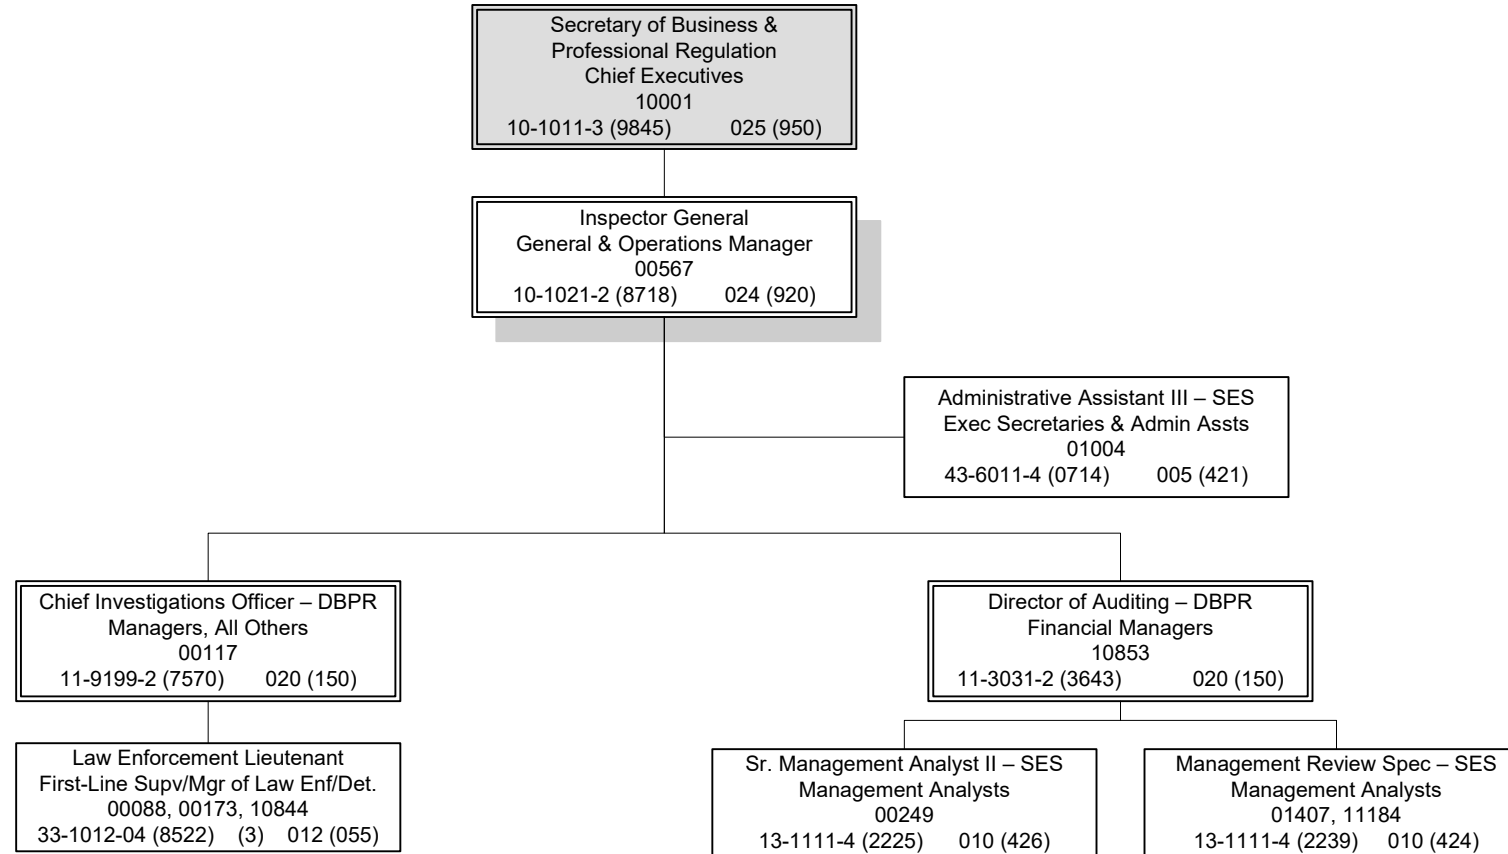 Secretary of Business &
Professional Regulation
Chief Executives
10001
10-1011-3 (9845) 025 (950)
Inspector General
General & Operations Manager
00567
10-1021-2 (8718) 024 (920)
Administrative Assistant III – SES
Exec Secretaries & Admin Assts
01004
43-6011-4 (0714) 005 (421)
Chief Investigations Officer – DBPR
Managers, All Others
00117
11-9199-2 (7570) 020 (150)
Director of Auditing – DBPR
Financial Managers
10853
11-3031-2 (3643) 020 (150)
Law Enforcement Lieutenant
First-Line Supv/Mgr of Law Enf/Det.
00088, 00173, 10844
33-1012-04 (8522) (3) 012 (055)
Sr. Management Analyst II – SES
Management Analysts
00249
13-1111-4 (2225) 010 (426)
Management Review Spec – SES
Management Analysts
01407, 11184
13-1111-4 (2239) 010 (424)